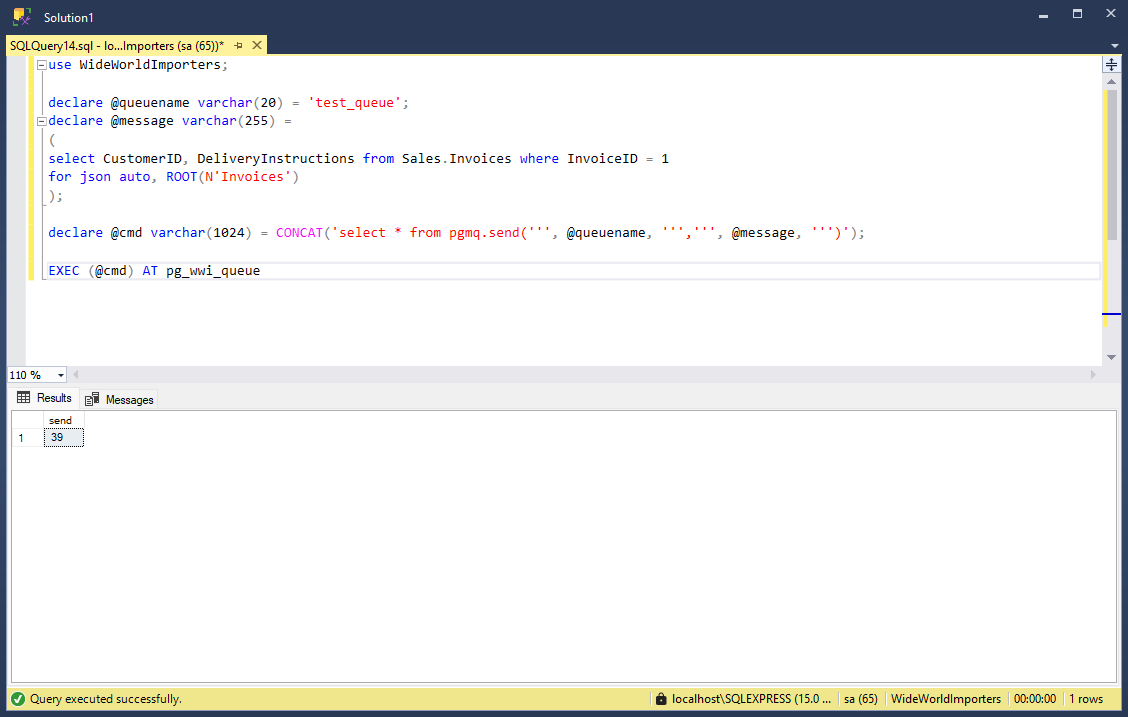 Solution1
SQLQuery14.sql - lo...Importers (sa (65))*
use WideWorldImporters;
declare @queuename varchar(20) = 'test_queue';
declare @message varchar(255) =
(
select CustomerID, DeliveryInstructions from Sales.Invoices where InvoiceID = 1
for json auto, ROOT(N'Invoices')
);
declare @cmd varchar(1024) = CONCAT('select * from pgmq.send(''', @queuename, ''',''', @message, ''')');
EXEC (@cmd) AT pg_wwi_queue
110 %
Results Messages
send
1 39
Query executed successfully. localhost\SQLEXPRESS (15.0 ... sa (65) WideWorldImporters 00:00:00 1 rows